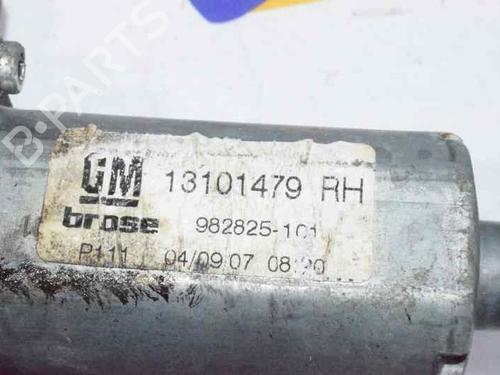 B-PARTS
GM 13101479 RH
brose 982825-101
P111 04/09.07 08:20